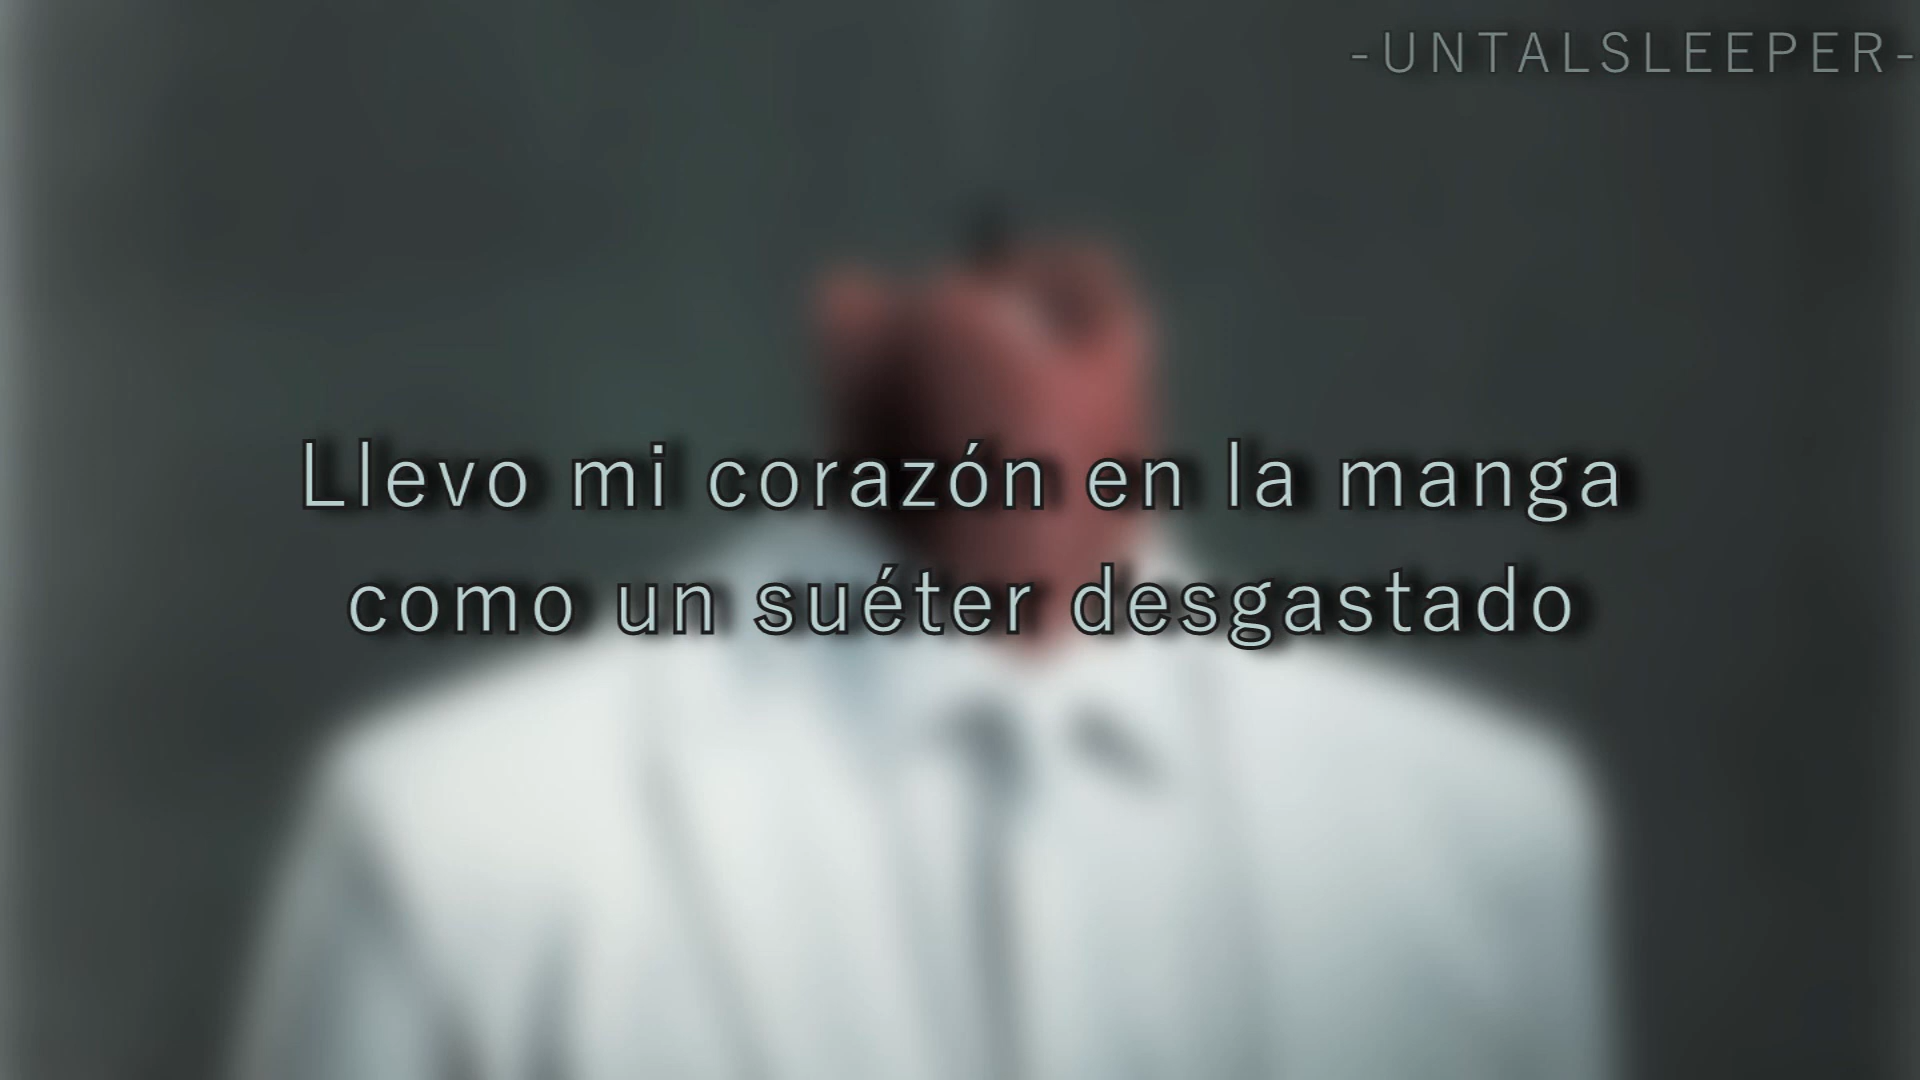 -UNTALSLEEPER-
Llevo mi corazón en la manga
como un suéter desgastado